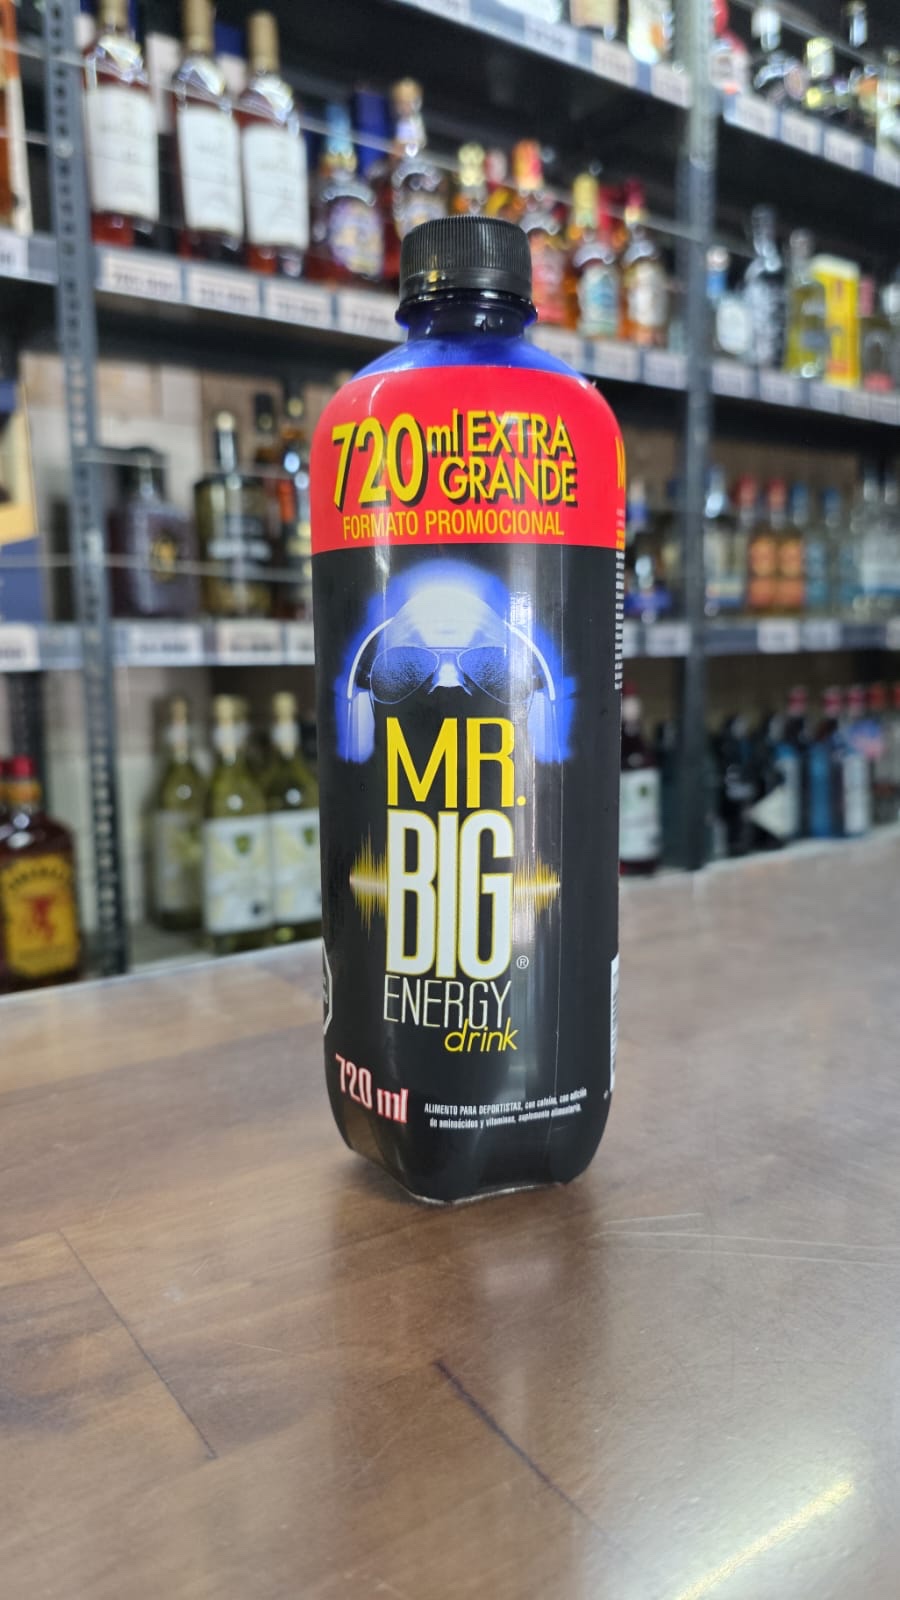 720 ml EXTRA
GRANDE
FORMATO PROMOCIONAL
MR.
BIG®
ENERGY
drink
720 ml
ALIMENTO PARA DEPORTISTAS, con cafeína, con adición
de aminoácidos y vitaminas, suplemento alimentario.